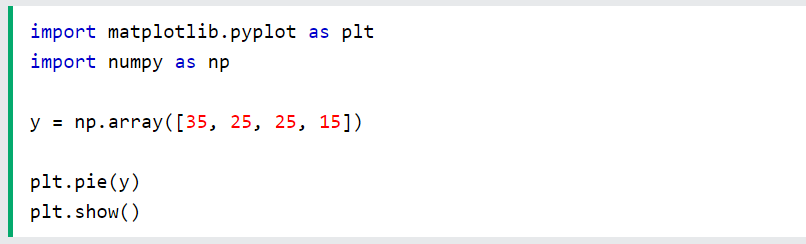 import matplotlib.pyplot as plt
import numpy as np
y = np.array([35, 25, 25, 15])
plt.pie(y)
plt.show()